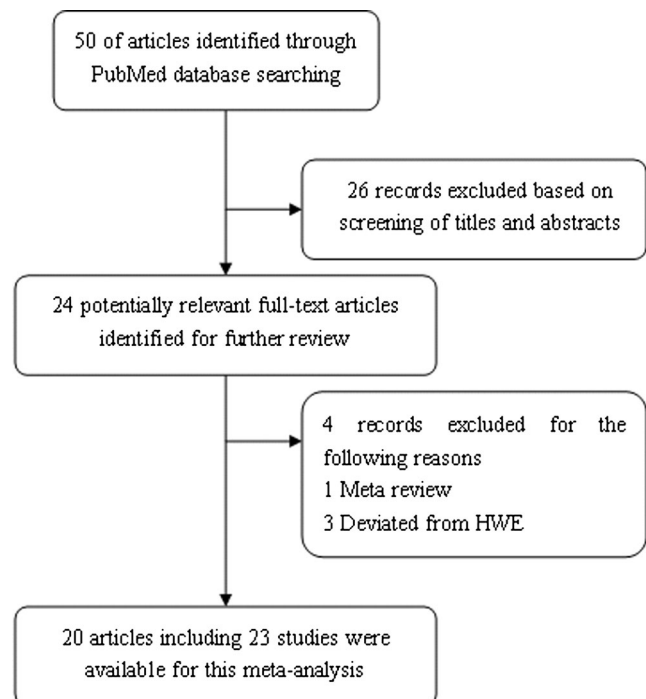 50 of articles identified through
PubMed database searching
26 records excluded based on
screening of titles and abstracts
24 potentially relevant full-text articles
identified for further review
4 records excluded for the
following reasons
1 Meta review
3 Deviated from HWE
20 articles including 23 studies were
available for this meta-analysis